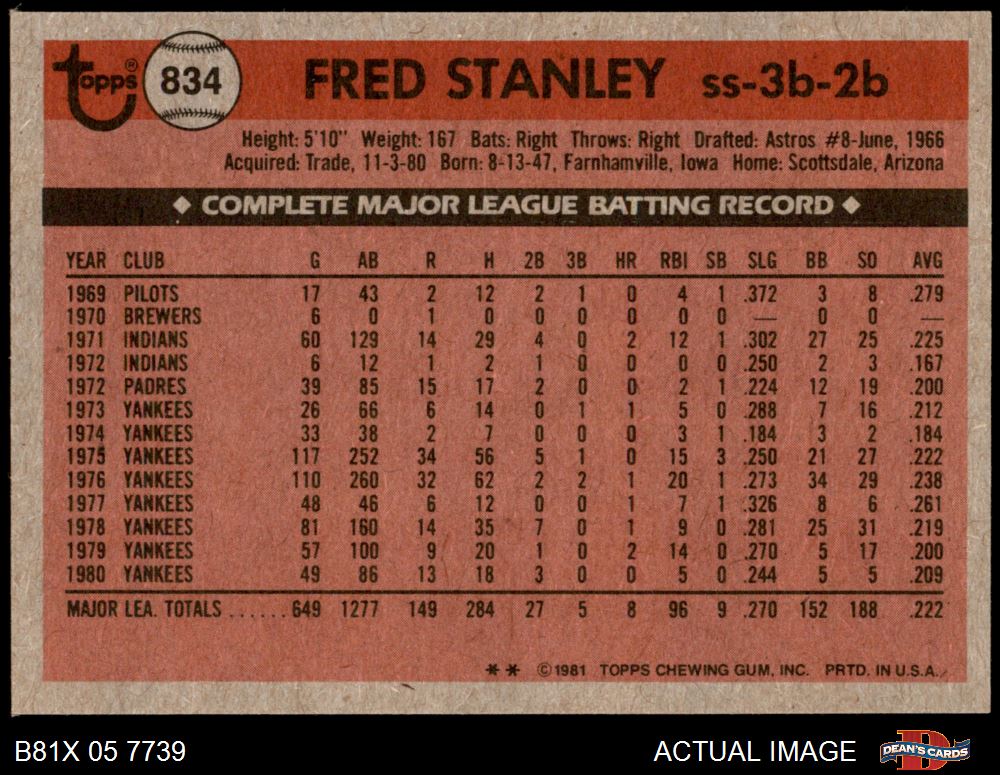 Topps® 834 FRED STANLEY ss-3b-2b
Height: 5'10" Weight: 167 Bats: Right Throws: Right Drafted: Astros #8-June, 1966
Acquired: Trade, 11-3-80 Born: 8-13-47, Farnhamville, Iowa Home: Scottsdale, Arizona
◆ COMPLETE MAJOR LEAGUE BATTING RECORD ◆
YEAR CLUB G AB R H 2B 3B HR RBI SB SLG BB SO AVG
1969 PILOTS 17 43 2 12 2 1 0 4 1 .372 3 8 .279
1970 BREWERS 6 0 1 0 0 0 0 0 0 — 0 0 —
1971 INDIANS 60 129 14 29 4 0 2 12 1 .302 27 25 .225
1972 INDIANS 6 12 1 2 1 0 0 0 0 .250 2 3 .167
1972 PADRES 39 85 15 17 2 0 0 2 1 .224 12 19 .200
1973 YANKEES 26 66 6 14 0 1 1 5 0 .288 7 16 .212
1974 YANKEES 33 38 2 7 0 0 0 3 1 .184 3 2 .184
1975 YANKEES 117 252 34 56 5 1 0 15 3 .250 21 27 .222
1976 YANKEES 110 260 32 62 2 2 1 20 1 .273 34 29 .238
1977 YANKEES 48 46 6 12 0 0 1 7 1 .326 8 6 .261
1978 YANKEES 81 160 14 35 7 0 1 9 0 .281 25 31 .219
1979 YANKEES 57 100 9 20 1 0 2 14 0 .270 5 17 .200
1980 YANKEES 49 86 13 18 3 0 0 5 0 .244 5 5 .209
MAJOR LEA. TOTALS ...... 649 1277 149 284 27 5 8 96 9 .270 152 188 .222
** ©1981 TOPPS CHEWING GUM, INC. PRTD. IN U.S.A.
B81X 05 7739 ACTUAL IMAGE DEAN'S CARDS